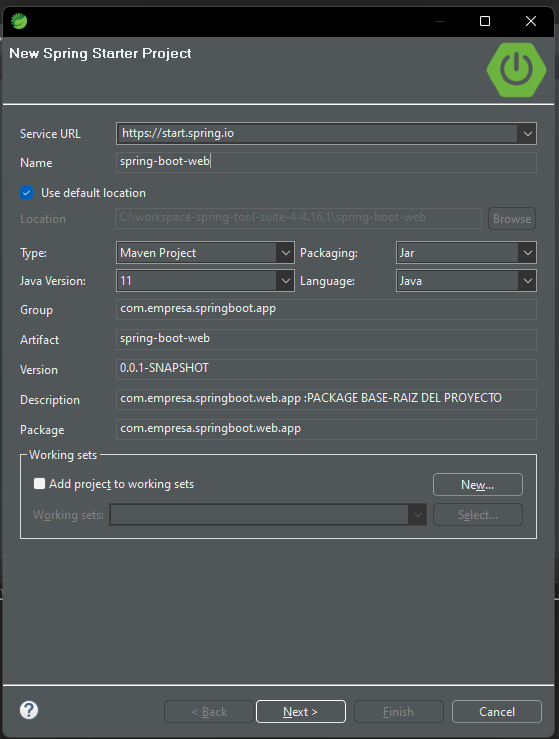 New Spring Starter Project
Service URL https://start.spring.io
Name spring-boot-web
Use default location
Location C:\workspace-spring-tool-suite-4-4.16.1\spring-boot-web Browse
Type: Maven Project Packaging: Jar
Java Version: 11 Language: Java
Group com.empresa.springboot.app
Artifact spring-boot-web
Version 0.0.1-SNAPSHOT
Description com.empresa.springboot.web.app :PACKAGE BASE-RAIZ DEL PROYECTO
Package com.empresa.springboot.web.app
Working sets
Add project to working sets New...
Working sets: Select...
? < Back Next > Finish Cancel